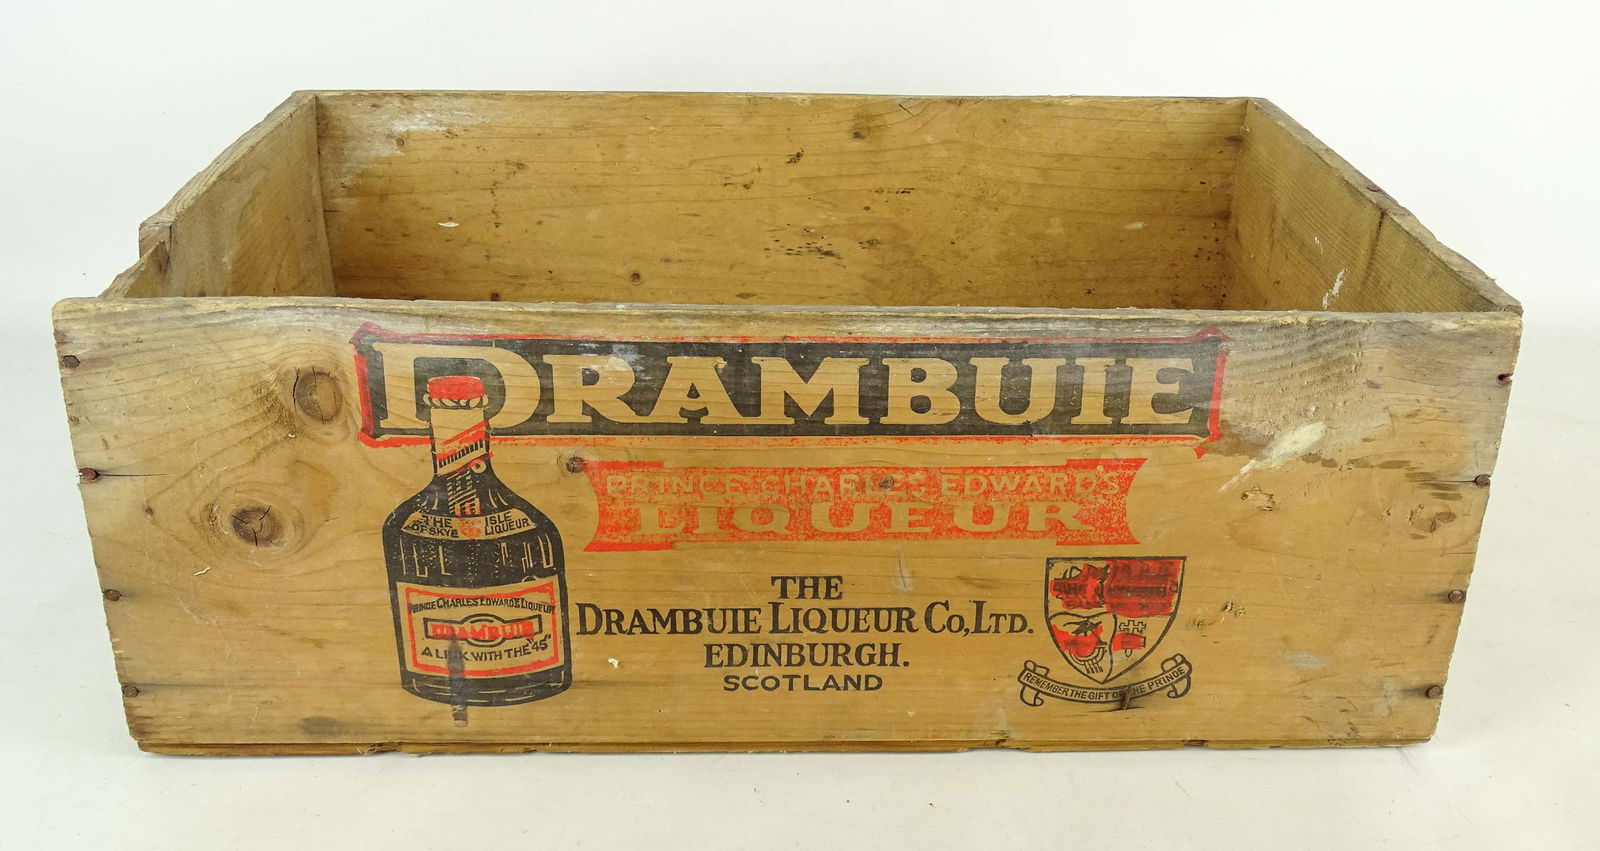 DRAMBUIE
PRINCE CHARLES EDWARD'S
LIQUEUR
THE ISLE
OF SKYE LIQUEUR
PRINCE CHARLES EDWARD'S LIQUEUR
DRAMBUIE
A LINK WITH THE "45"
THE
DRAMBUIE LIQUEUR Co, LTD.
EDINBURGH.
SCOTLAND
REMEMBER THE GIFT OF THE PRINCE